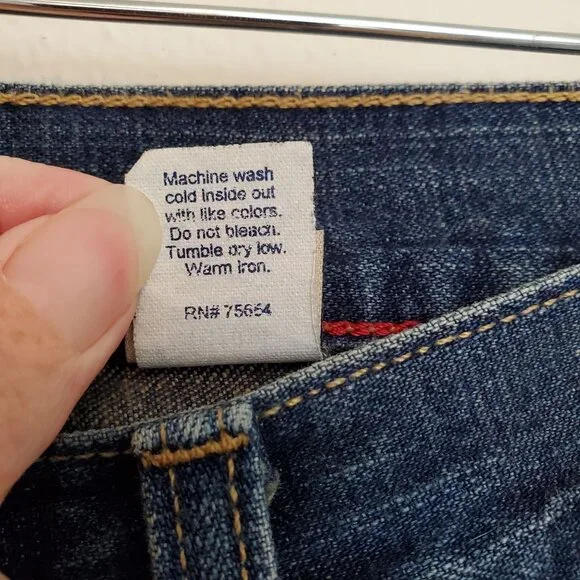 Machine wash
cold inside out
with like colors.
Do not bleach.
Tumble dry low.
Warm iron.
RN# 75654